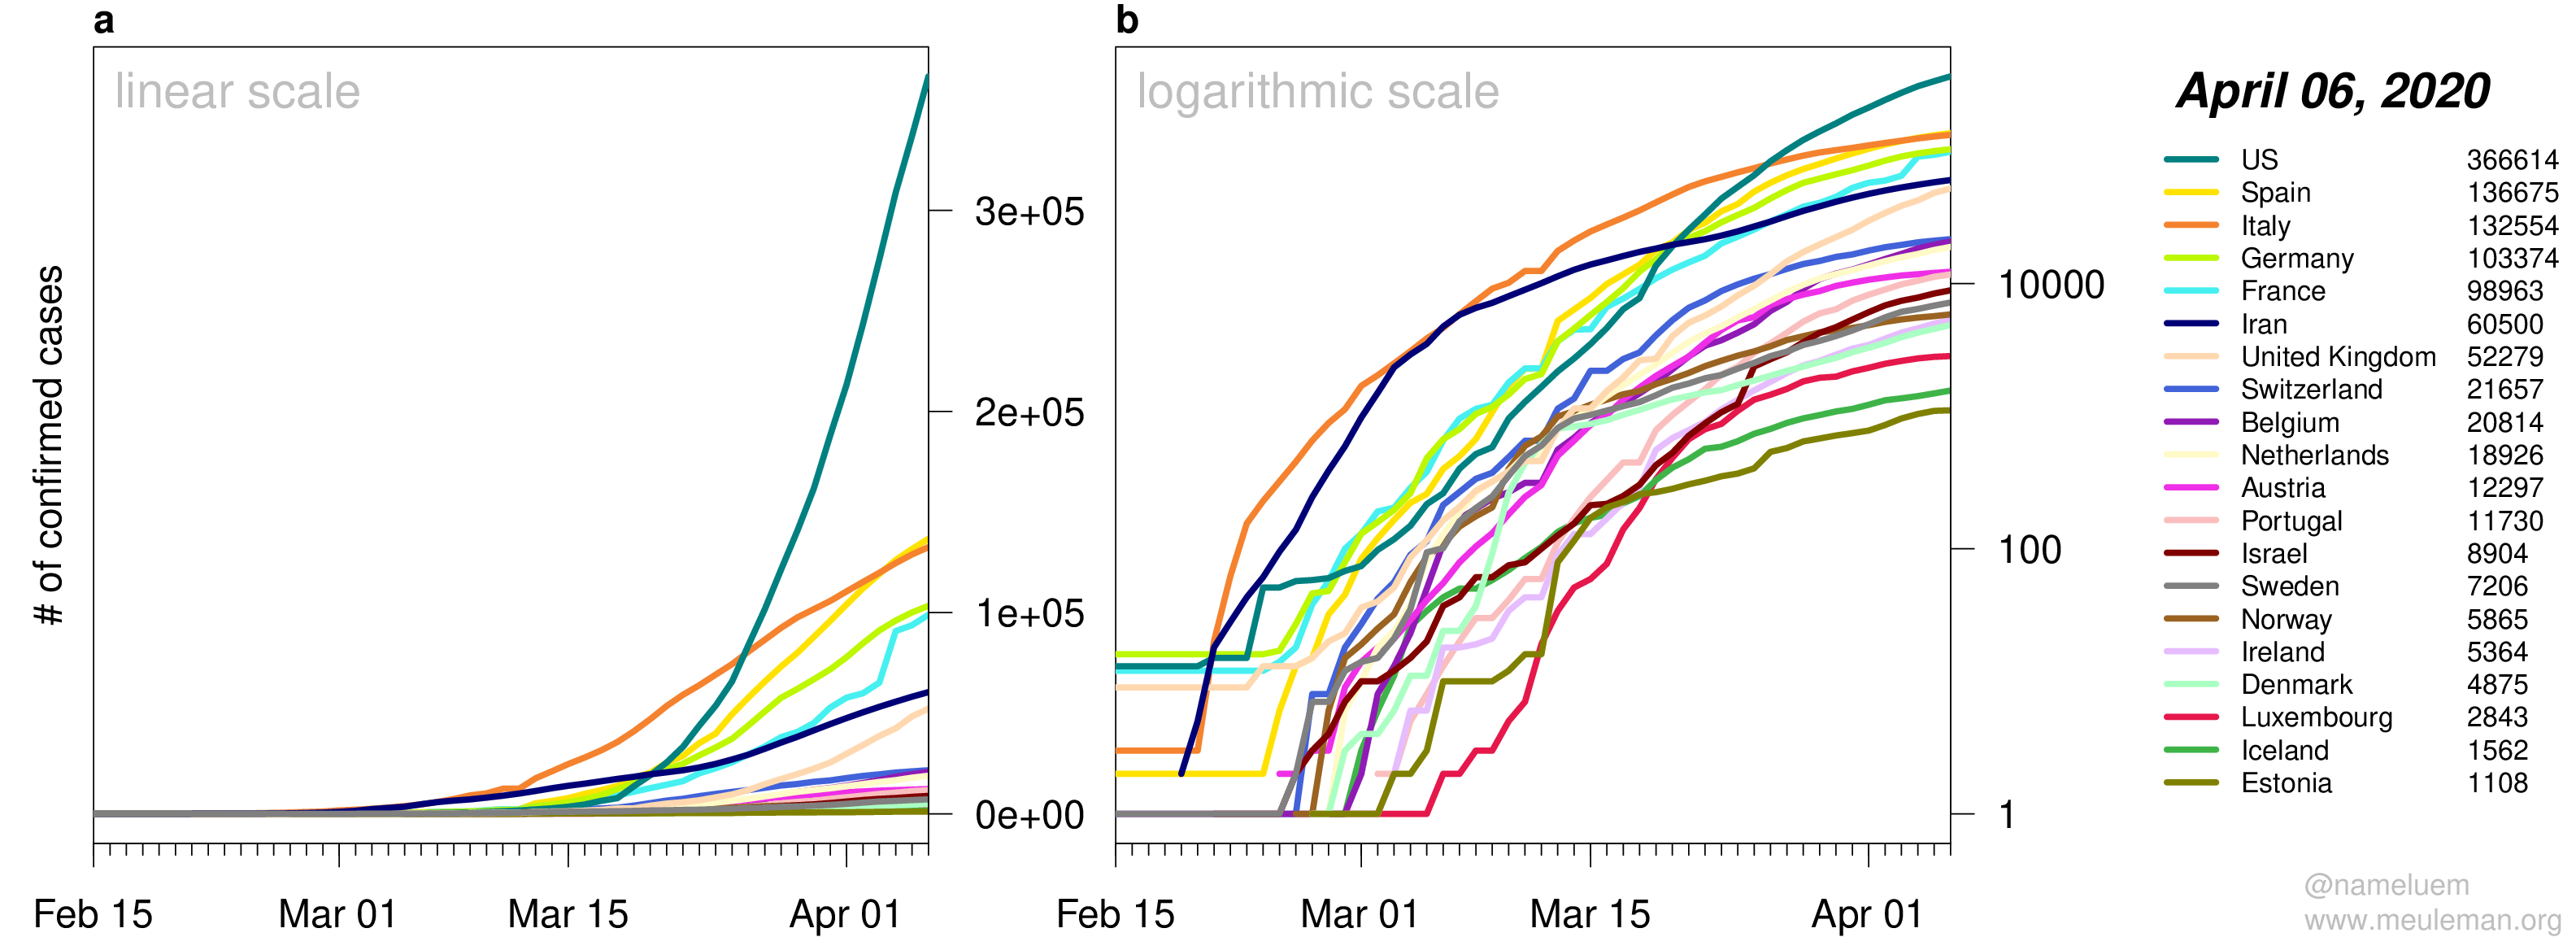 a
linear scale
# of confirmed cases
3e+05
2e+05
1e+05
0e+00
Feb 15 Mar 01 Mar 15 Apr 01
b
logarithmic scale
10000
100
1
Feb 15 Mar 01 Mar 15 Apr 01
April 06, 2020
US 366614
Spain 136675
Italy 132554
Germany 103374
France 98963
Iran 60500
United Kingdom 52279
Switzerland 21657
Belgium 20814
Netherlands 18926
Austria 12297
Portugal 11730
Israel 8904
Sweden 7206
Norway 5865
Ireland 5364
Denmark 4875
Luxembourg 2843
Iceland 1562
Estonia 1108
@nameluem
www.meuleman.org